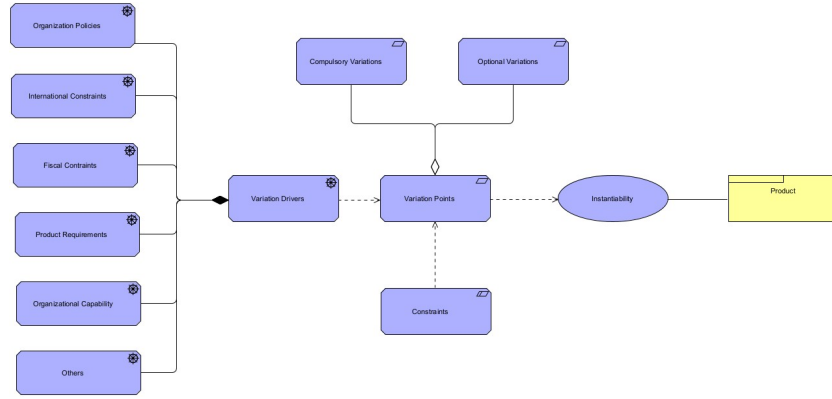 Organization Policies
International Constraints
Fiscal Contraints
Product Requirements
Organizational Capability
Others
Variation Drivers
Compulsory Variations
Optional Variations
Variation Points
Constraints
Instantiability
Product